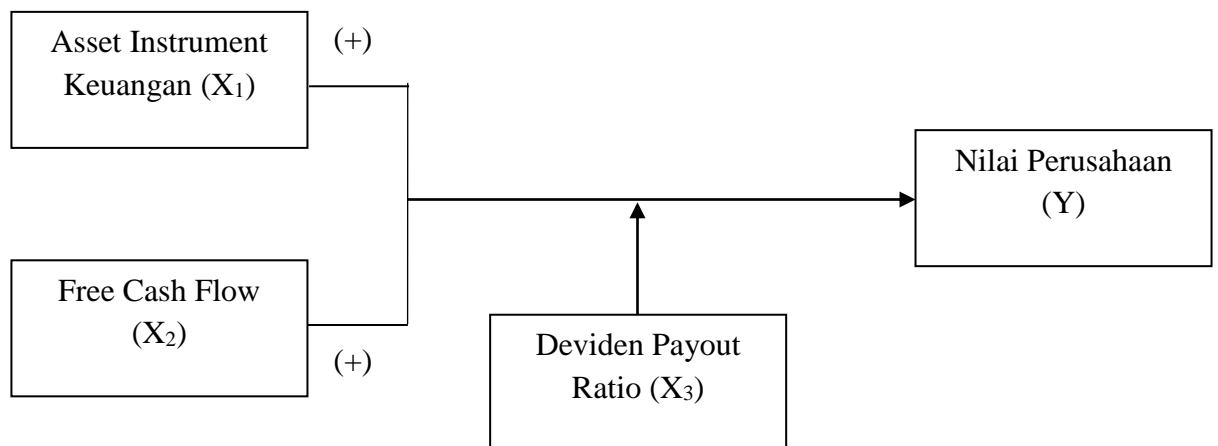 Asset Instrument
Keuangan (X₁)
(+)
Nilai Perusahaan
(Y)
Free Cash Flow
(X₂)
(+)
Deviden Payout
Ratio (X₃)